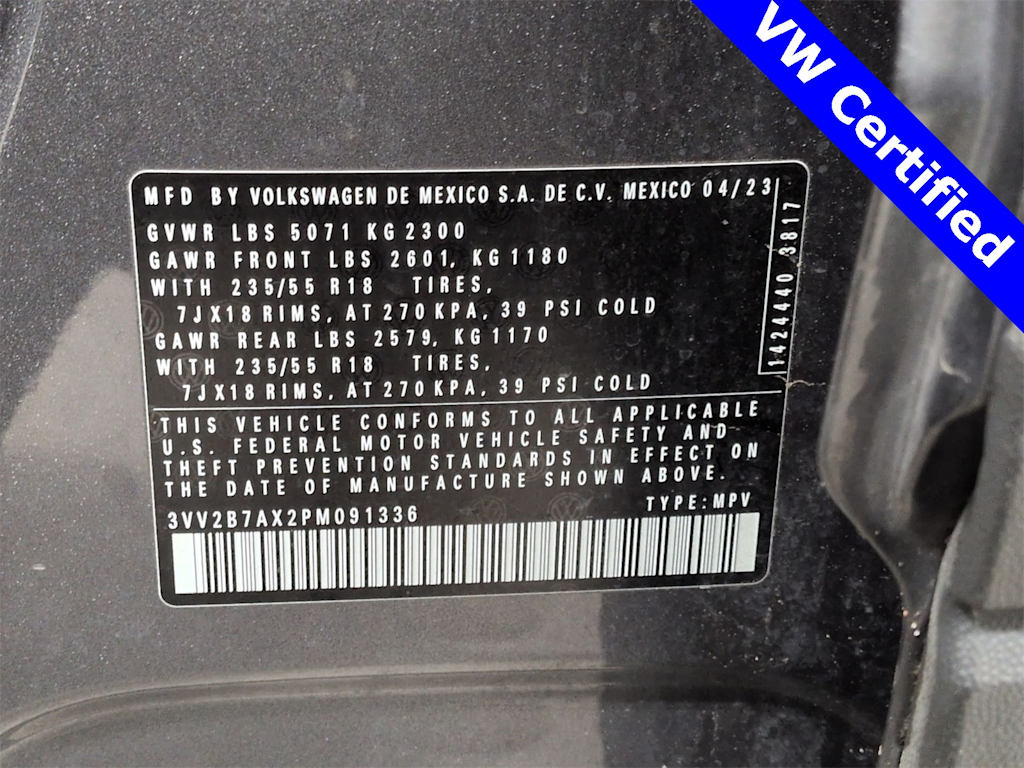 VW Certified
MFD BY VOLKSWAGEN DE MEXICO S.A. DE C.V. MEXICO 04/23
GVWR LBS 5071 KG 2300
GAWR FRONT LBS 2601, KG 1180
WITH 235/55 R18 TIRES,
7JX18 RIMS, AT 270 KPA, 39 PSI COLD
GAWR REAR LBS 2579, KG 1170
WITH 235/55 R18 TIRES,
7JX18 RIMS, AT 270 KPA, 39 PSI COLD
1424440 3817
THIS VEHICLE CONFORMS TO ALL APPLICABLE
U.S. FEDERAL MOTOR VEHICLE SAFETY AND
THEFT PREVENTION STANDARDS IN EFFECT ON
THE DATE OF MANUFACTURE SHOWN ABOVE.
3VV2B7AX2PM091336 TYPE: MPV